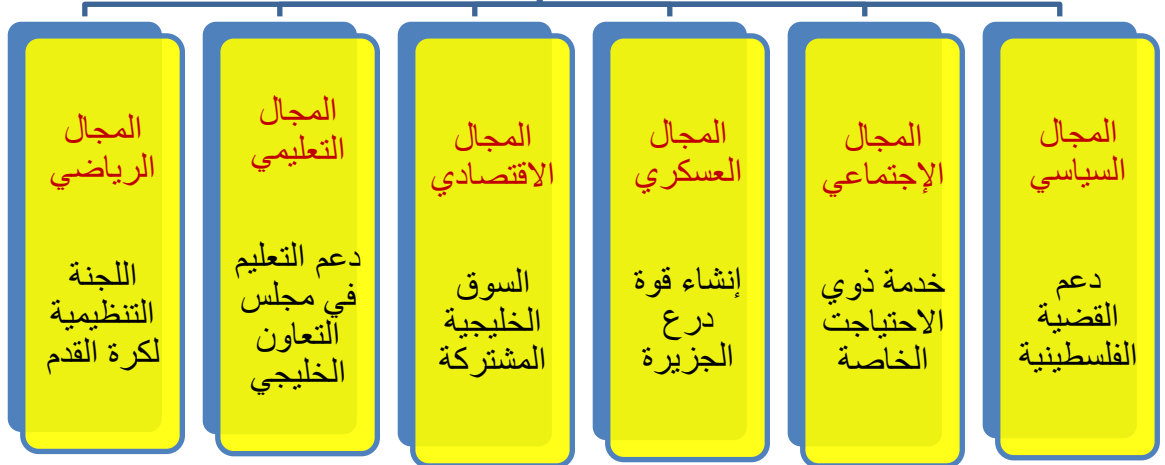 المجال
السياسي
دعم
القضية
الفلسطينية
المجال
الإجتماعي
خدمة ذوي
الاحتياجت
الخاصة
المجال
العسكري
إنشاء قوة
درع
الجزيرة
المجال
الاقتصادي
السوق
الخليجية
المشتركة
المجال
التعليمي
دعم التعليم
في مجلس
التعاون
الخليجي
المجال
الرياضي
اللجنة
التنظيمية
لكرة القدم